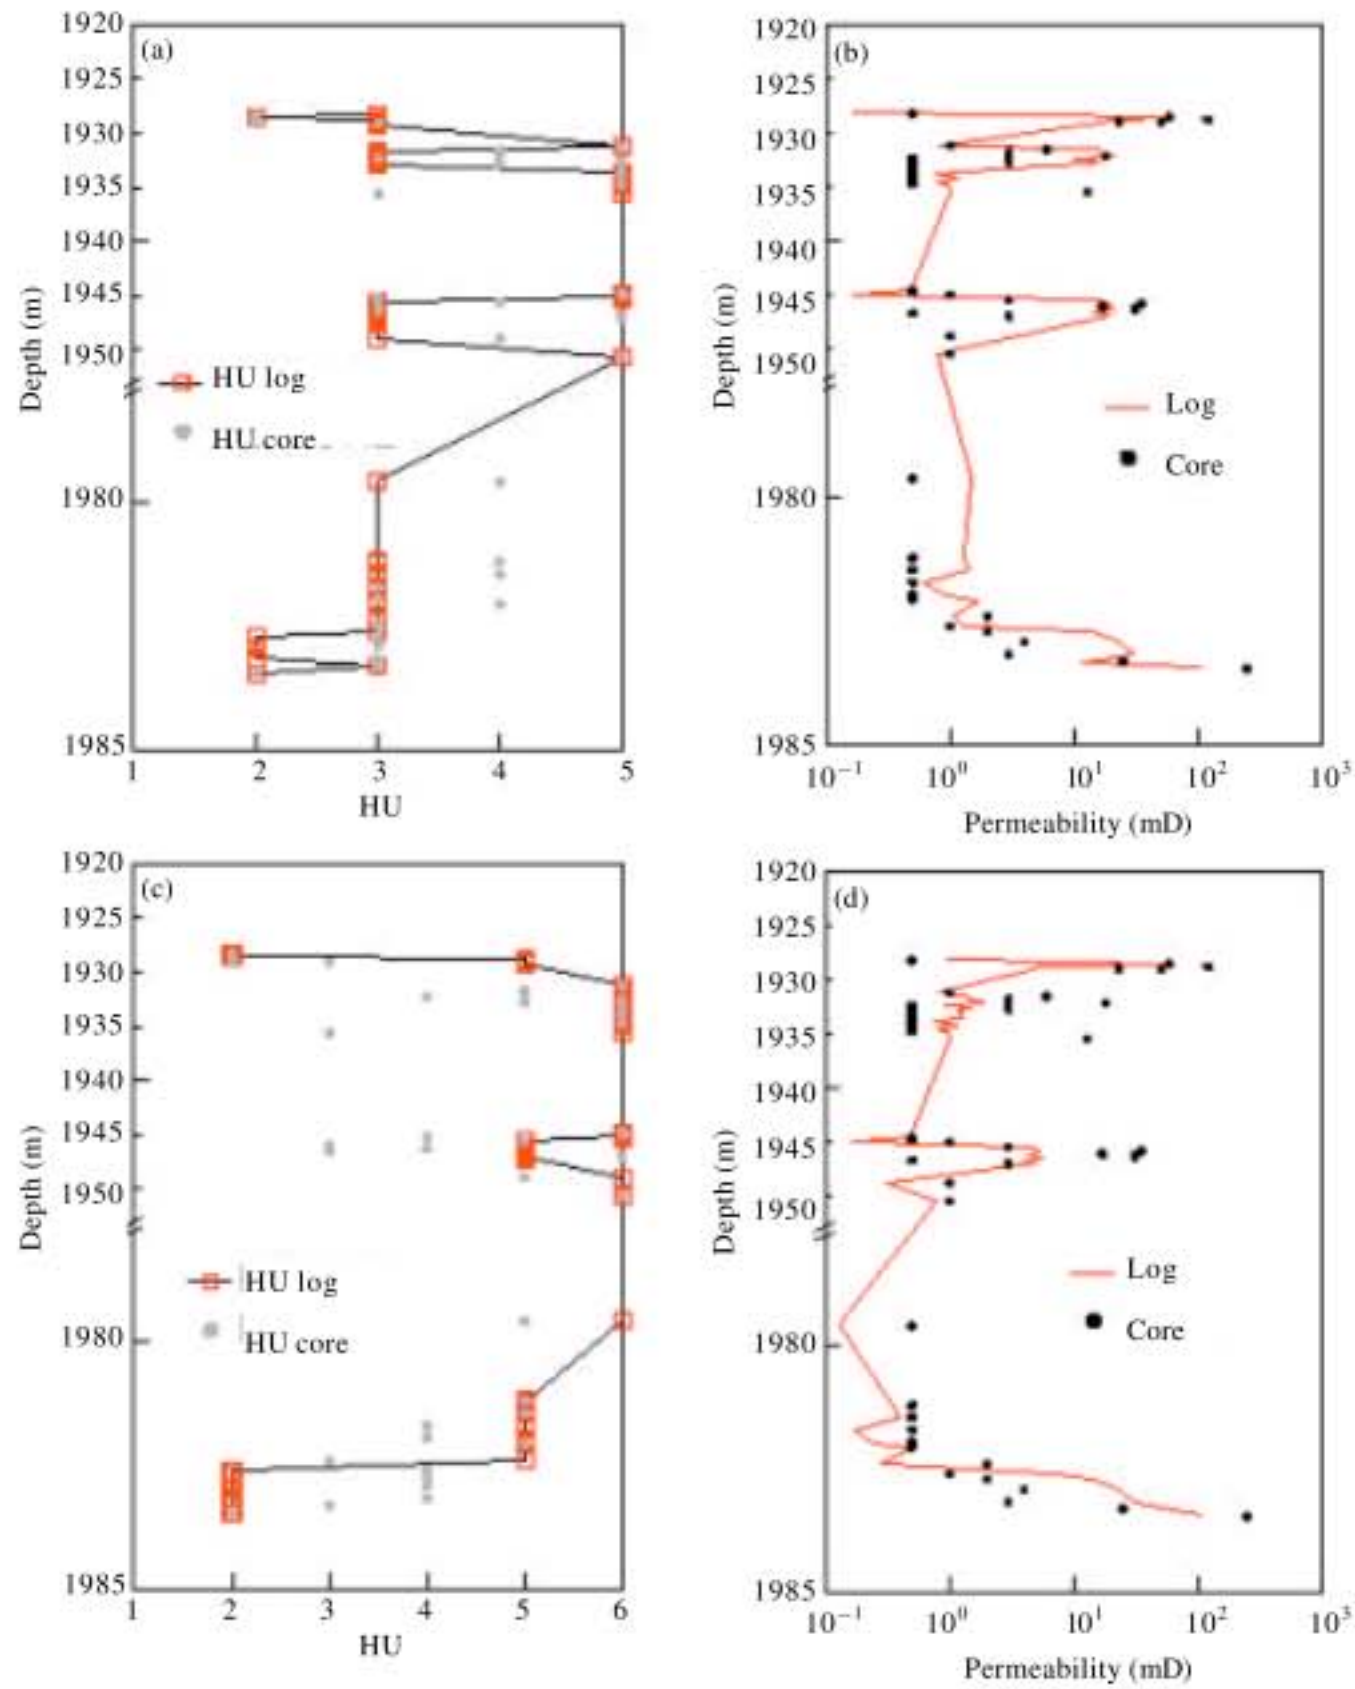 (a)
1920
1925
1930
1935
1940
1945
1950
1980
1985
Depth (m)
HU log
HU core
1 2 3 4 5
HU
(b)
1920
1925
1930
1935
1940
1945
1950
1980
1985
Depth (m)
Log
Core
10⁻¹ 10⁰ 10¹ 10² 10³
Permeability (mD)
(c)
1920
1925
1930
1935
1940
1945
1950
1980
1985
Depth (m)
HU log
HU core
1 2 3 4 5 6
HU
(d)
1920
1925
1930
1935
1940
1945
1950
1980
1985
Depth (m)
Log
Core
10⁻¹ 10⁰ 10¹ 10² 10³
Permeability (mD)